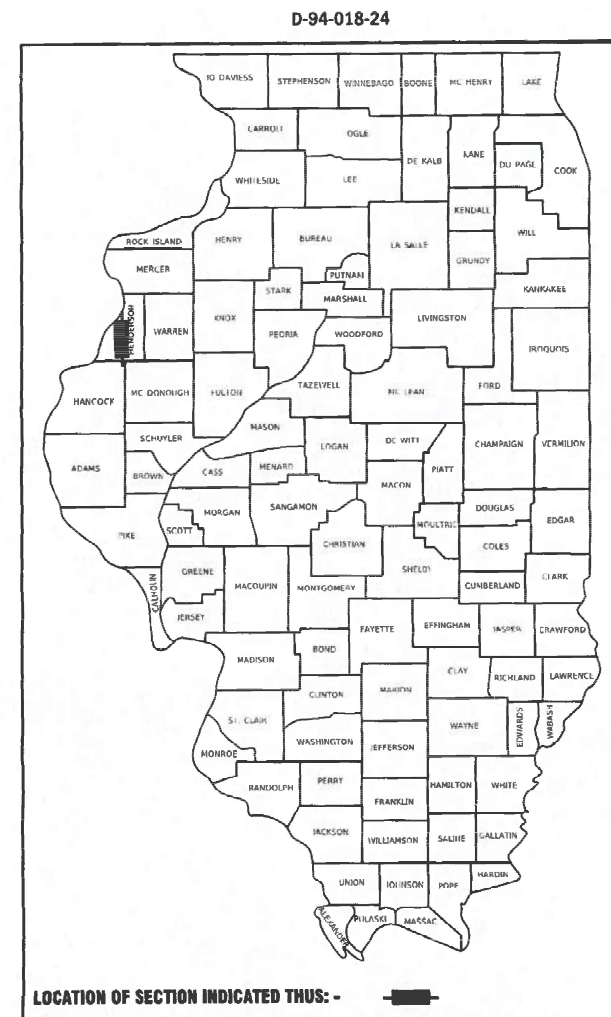 D-94-018-24
JO DAVIESS
STEPHENSON
WINNEBAGO
BOONE
MC HENRY
LAKE
CARROLL
OGLE
DE KALB
KANE
DU PAGE
COOK
WHITESIDE
LEE
KENDALL
ROCK ISLAND
HENRY
BUREAU
LA SALLE
WILL
GRUNDY
MERCER
PUTNAM
STARK
MARSHALL
KANKAKEE
HENDERSON
WARREN
KNOX
PEORIA
WOODFORD
LIVINGSTON
IROQUOIS
HANCOCK
MC DONOUGH
FULTON
TAZEWELL
MC LEAN
FORD
MASON
SCHUYLER
LOGAN
DE WITT
CHAMPAIGN
VERMILION
ADAMS
BROWN
CASS
MENARD
PIATT
MACON
MORGAN
SANGAMON
DOUGLAS
EDGAR
PIKE
SCOTT
CHRISTIAN
MOULTRIE
COLES
GREENE
SHELBY
CALHOUN
MACOUPIN
MONTGOMERY
CUMBERLAND
CLARK
JERSEY
FAYETTE
EFFINGHAM
JASPER
CRAWFORD
MADISON
BOND
CLAY
RICHLAND
LAWRENCE
CLINTON
MARION
ST. CLAIR
WAYNE
EDWARDS
WABASH
WASHINGTON
JEFFERSON
MONROE
RANDOLPH
PERRY
HAMILTON
WHITE
FRANKLIN
JACKSON
WILLIAMSON
SALINE
GALLATIN
UNION
JOHNSON
POPE
HARDIN
ALEXANDER
PULASKI
MASSAC
LOCATION OF SECTION INDICATED THUS: -